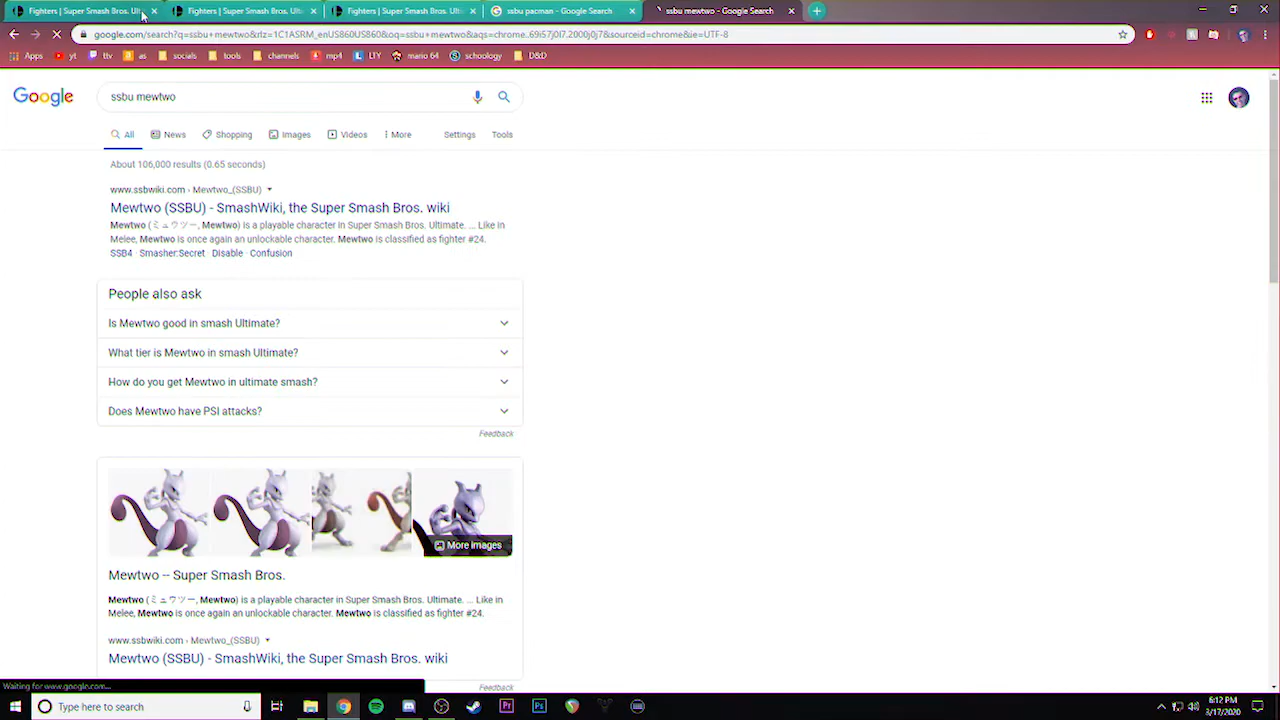 Fighters | Super Smash Bros. Ult
Fighters | Super Smash Bros. Ultim
Fighters | Super Smash Bros. Ultim
ssbu pacman - Google Search
ssbu mewtwo - Google Search
google.com/search?q=ssbu+mewtwo&rlz=1C1ASRM_enUS860US860&oq=ssbu+mewtwo&aqs=chrome..69i57j0l7.2000j0j7&sourceid=chrome&ie=UTF-8
Apps yt ttv as socials tools channels mp4 LTY mario 64 schoology D&D
Google
ssbu mewtwo
All News Shopping Images Videos More Settings Tools
About 106,000 results (0.65 seconds)
www.ssbwiki.com › Mewtwo_(SSBU)
Mewtwo (SSBU) - SmashWiki, the Super Smash Bros. wiki
Mewtwo (ミュウツー, Mewtwo) is a playable character in Super Smash Bros. Ultimate. ... Like in
Melee, Mewtwo is once again an unlockable character. Mewtwo is classified as fighter #24.
SSB4 · Smasher:Secret · Disable · Confusion
People also ask
Is Mewtwo good in smash Ultimate?
What tier is Mewtwo in smash Ultimate?
How do you get Mewtwo in ultimate smash?
Does Mewtwo have PSI attacks?
Feedback
More images
Mewtwo -- Super Smash Bros.
Mewtwo (ミュウツー, Mewtwo) is a playable character in Super Smash Bros. Ultimate. ... Like in
Melee, Mewtwo is once again an unlockable character. Mewtwo is classified as fighter #24.
www.ssbwiki.com › Mewtwo_(SSBU)
Mewtwo (SSBU) - SmashWiki, the Super Smash Bros. wiki
Feedback
Waiting for www.google.com...
Type here to search
Pr
Ps
6:12 PM
3/17/2020